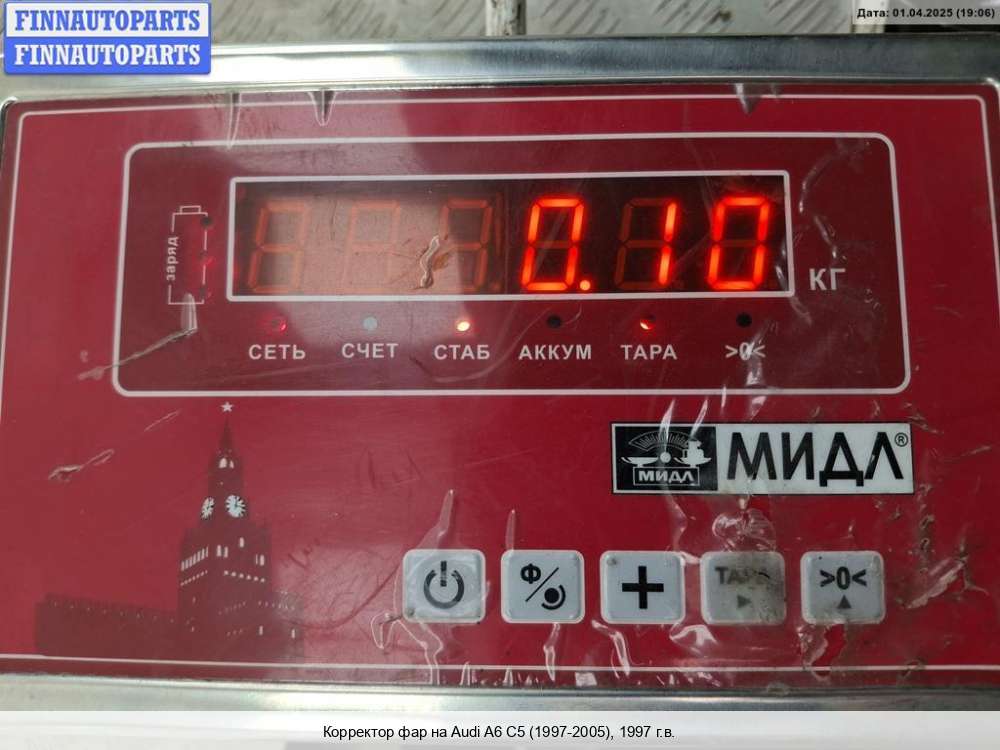 FINNAUTOPARTS
FINNAUTOPARTS
Дата: 01.04.2025 (19:06)
заряд
0.10
КГ
СЕТЬ СЧЕТ СТАБ АККУМ ТАРА >0<
МИДЛ
МИДЛ®
Ф/
+
ТАРА
>0<
Корректор фар на Audi A6 C5 (1997-2005), 1997 г.в.